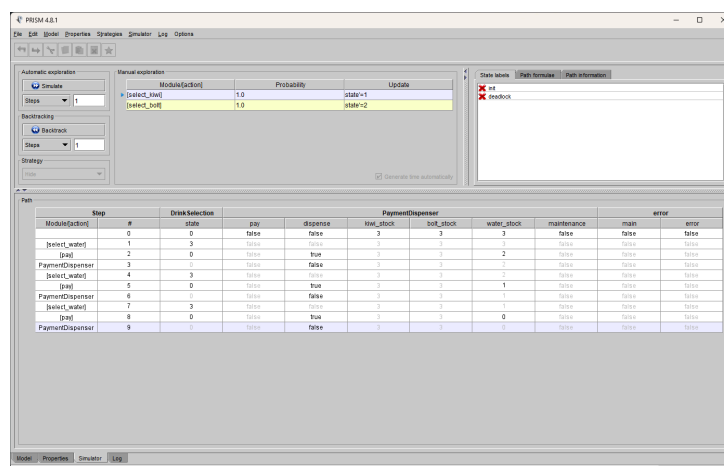 PRISM 4.8.1
File Edit Model Properties Strategies Simulator Log Options
Automatic exploration
Simulate
Steps 1
Backtracking
Backtrack
Steps 1
Strategy
Manual exploration
Module/[action] Probability Update
[select_kiwi] 1.0 state'=1
[select_bolt] 1.0 state'=2
Generate time automatically
State labels Path formulae Path information
init
deadlock
Path
Step DrinkSelection PaymentDispenser error
Module/[action] # state pay dispense kiwi_stock bolt_stock water_stock maintenance main error
0 0 false false 3 3 3 false false false
[select_water] 1 3 false false 3 3 3 false false false
[pay] 2 0 false true 3 3 2 false false false
PaymentDispenser 3 0 false false 3 3 2 false false false
[select_water] 4 3 false false 3 3 2 false false false
[pay] 5 0 false true 3 3 1 false false false
PaymentDispenser 6 0 false false 3 3 1 false false false
[select_water] 7 3 false false 3 3 1 false false false
[pay] 8 0 false true 3 3 0 false false false
PaymentDispenser 9 0 false false 3 3 0 false false false
Model Properties Simulator Log